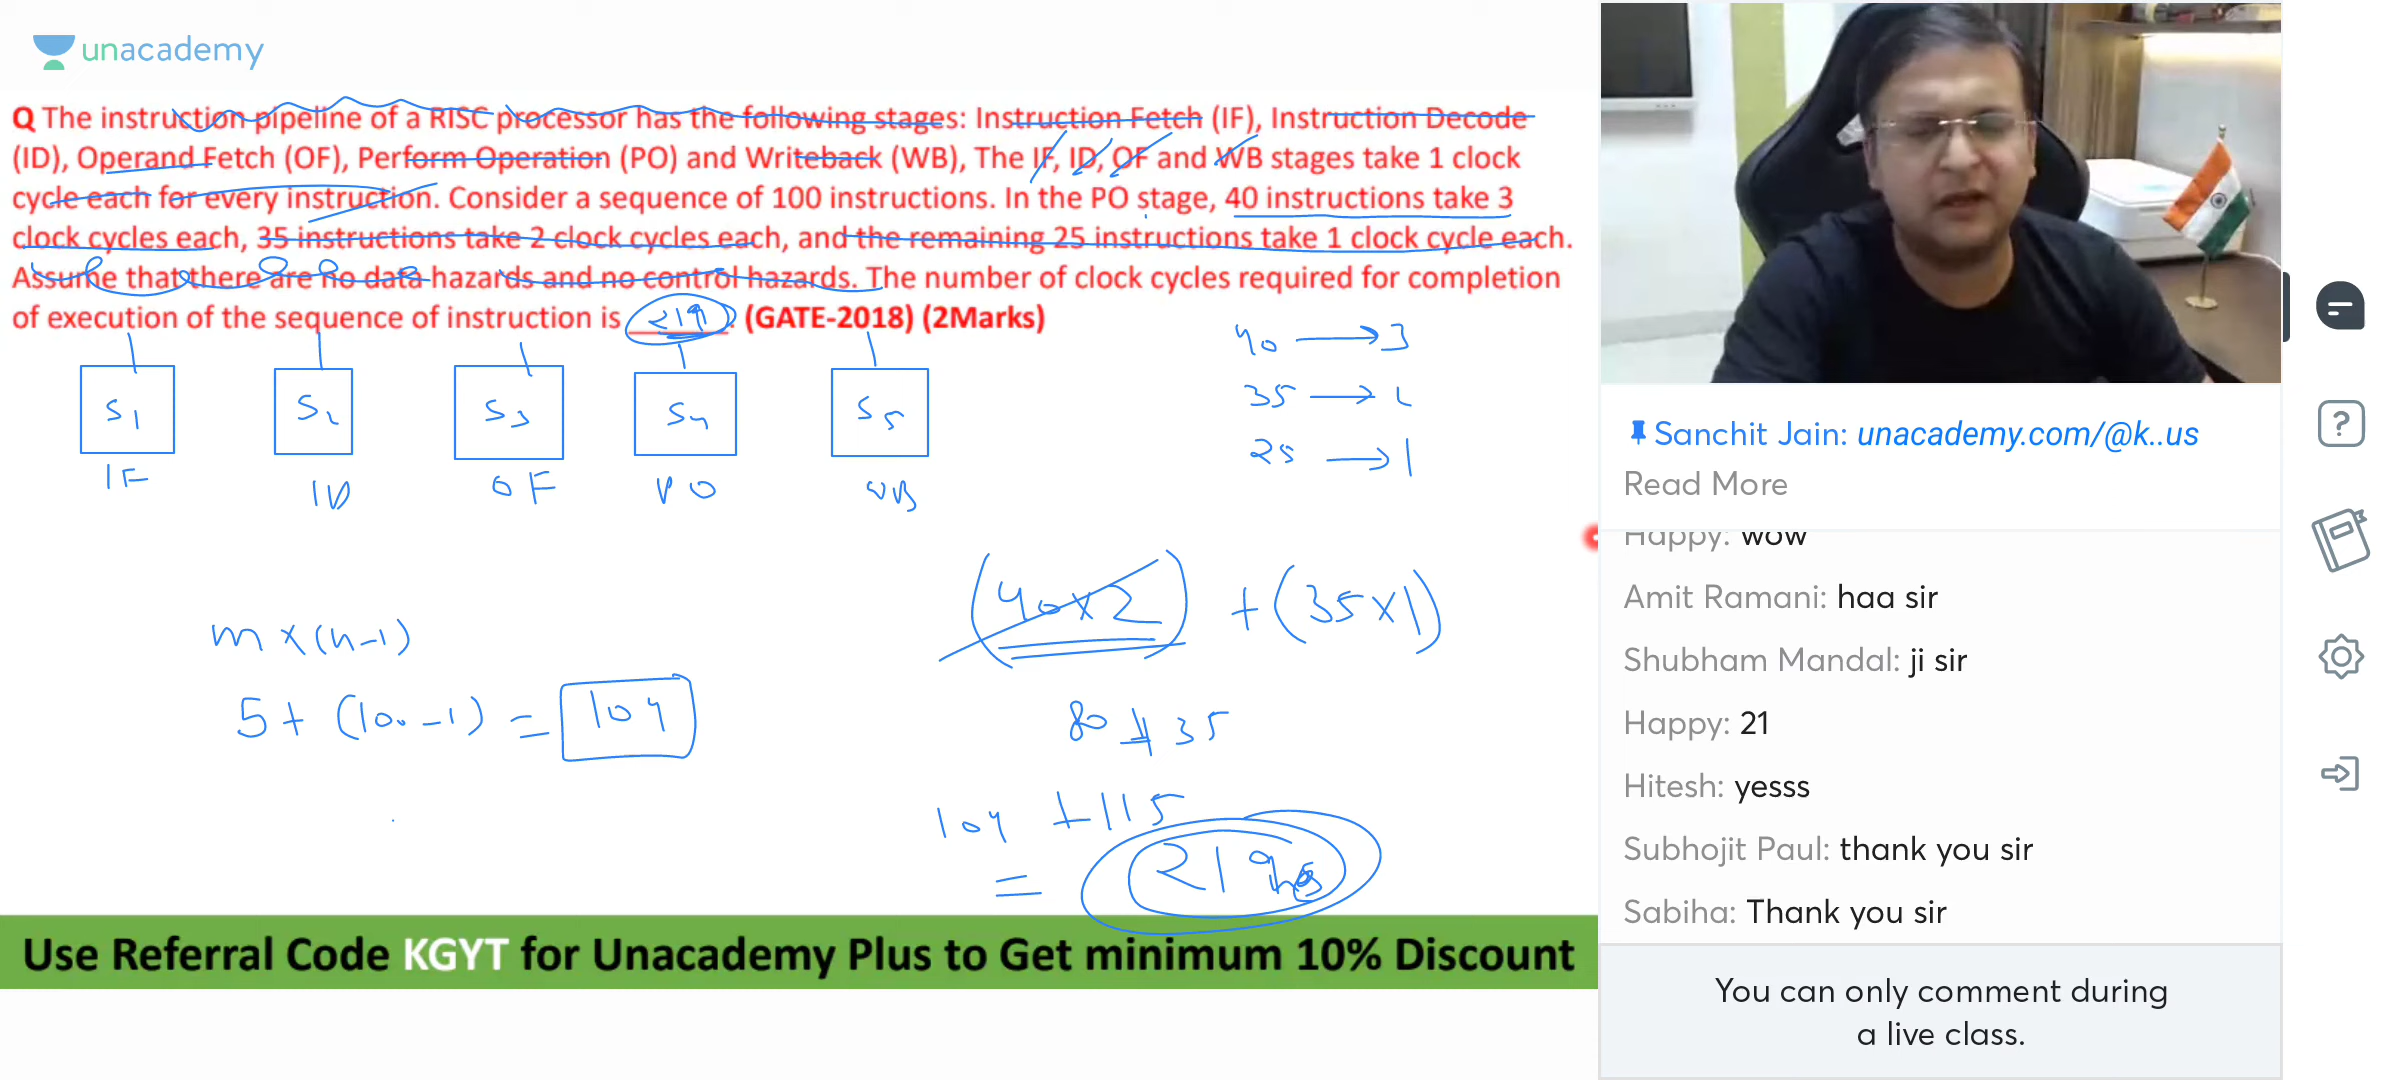 unacademy
Q The instruction pipeline of a RISC processor has the following stages: Instruction Fetch (IF), Instruction Decode
(ID), Operand Fetch (OF), Perform Operation (PO) and Writeback (WB), The IF, ID, OF and WB stages take 1 clock
cycle each for every instruction. Consider a sequence of 100 instructions. In the PO stage, 40 instructions take 3
clock cycles each, 35 instructions take 2 clock cycles each, and the remaining 25 instructions take 1 clock cycle each.
Assume that there are no data hazards and no control hazards. The number of clock cycles required for completion
of execution of the sequence of instruction is 219. (GATE-2018) (2Marks)
S1 S2 S3 S4 S5
IF ID OF PO WB
40 → 3
35 → 2
25 → 1
m × (n-1)
5 + (100-1) = 104
(40×2) + (35×1)
80 + 35
104 + 115
= 219
Use Referral Code KGYT for Unacademy Plus to Get minimum 10% Discount
Sanchit Jain: unacademy.com/@k..us
Read More
Happy: wow
Amit Ramani: haa sir
Shubham Mandal: ji sir
Happy: 21
Hitesh: yesss
Subhojit Paul: thank you sir
Sabiha: Thank you sir
You can only comment during
a live class.
?